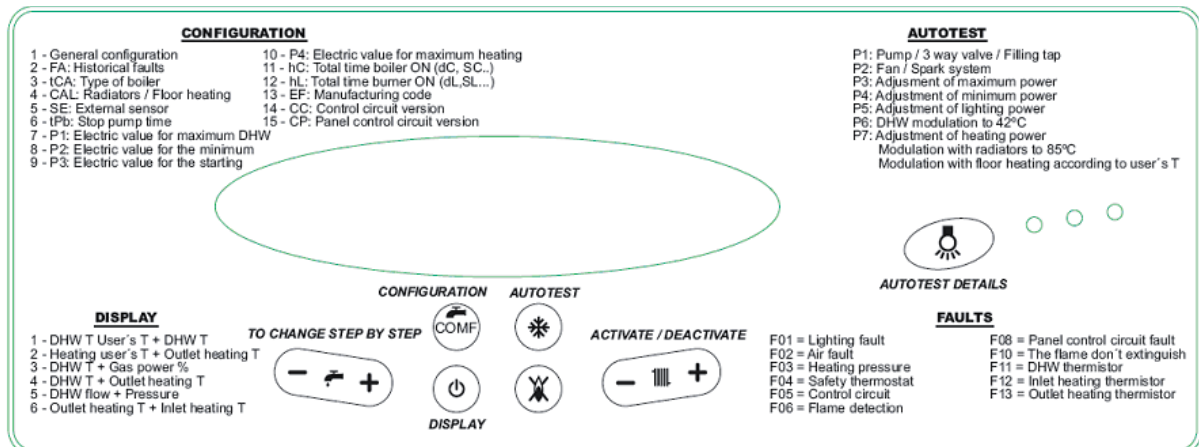 CONFIGURATION
1 - General configuration
2 - FA: Historical faults
3 - tCA: Type of boiler
4 - CAL: Radiators / Floor heating
5 - SE: External sensor
6 - tPb: Stop pump time
7 - P1: Electric value for maximum DHW
8 - P2: Electric value for the minimum
9 - P3: Electric value for the starting
10 - P4: Electric value for maximum heating
11 - hC: Total time boiler ON (dC, SC..)
12 - hL: Total time burner ON (dL,SL...)
13 - EF: Manufacturing code
14 - CC: Control circuit version
15 - CP: Panel control circuit version
AUTOTEST
P1: Pump / 3 way valve / Filling tap
P2: Fan / Spark system
P3: Adjusment of maximum power
P4: Adjustment of minimum power
P5: Adjustment of lighting power
P6: DHW modulation to 42ºC
P7: Adjustment of heating power
Modulation with radiators to 85ºC
Modulation with floor heating according to user´s T
AUTOTEST DETAILS
CONFIGURATION
AUTOTEST
COMF
DISPLAY
1 - DHW T User's T + DHW T
2 - Heating user's T + Outlet heating T
3 - DHW T + Gas power %
4 - DHW T + Outlet heating T
5 - DHW flow + Pressure
6 - Outlet heating T + Inlet heating T
TO CHANGE STEP BY STEP
- +
DISPLAY
ACTIVATE / DEACTIVATE
- +
FAULTS
F01 = Lighting fault
F02 = Air fault
F03 = Heating pressure
F04 = Safety thermostat
F05 = Control circuit
F06 = Flame detection
F08 = Panel control circuit fault
F10 = The flame don´t extinguish
F11 = DHW thermistor
F12 = Inlet heating thermistor
F13 = Outlet heating thermistor